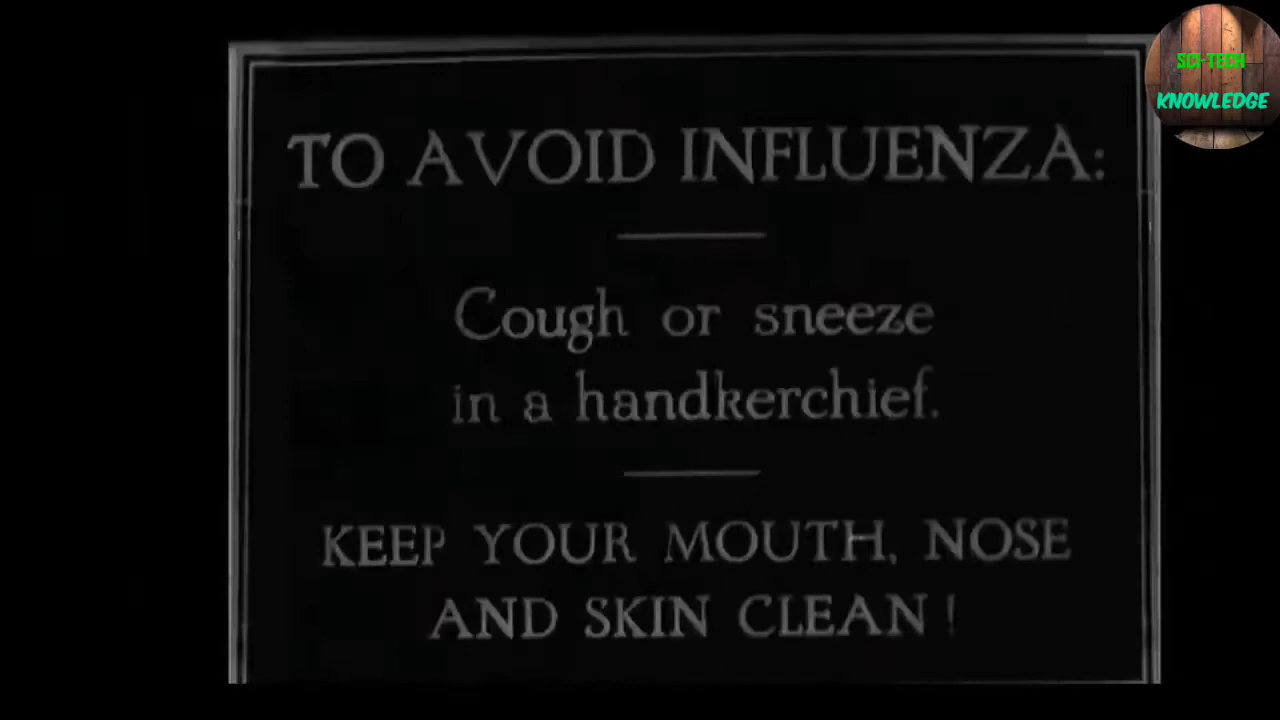 SCI-TECH
KNOWLEDGE
TO AVOID INFLUENZA:
Cough or sneeze
in a handkerchief.
KEEP YOUR MOUTH, NOSE
AND SKIN CLEAN!